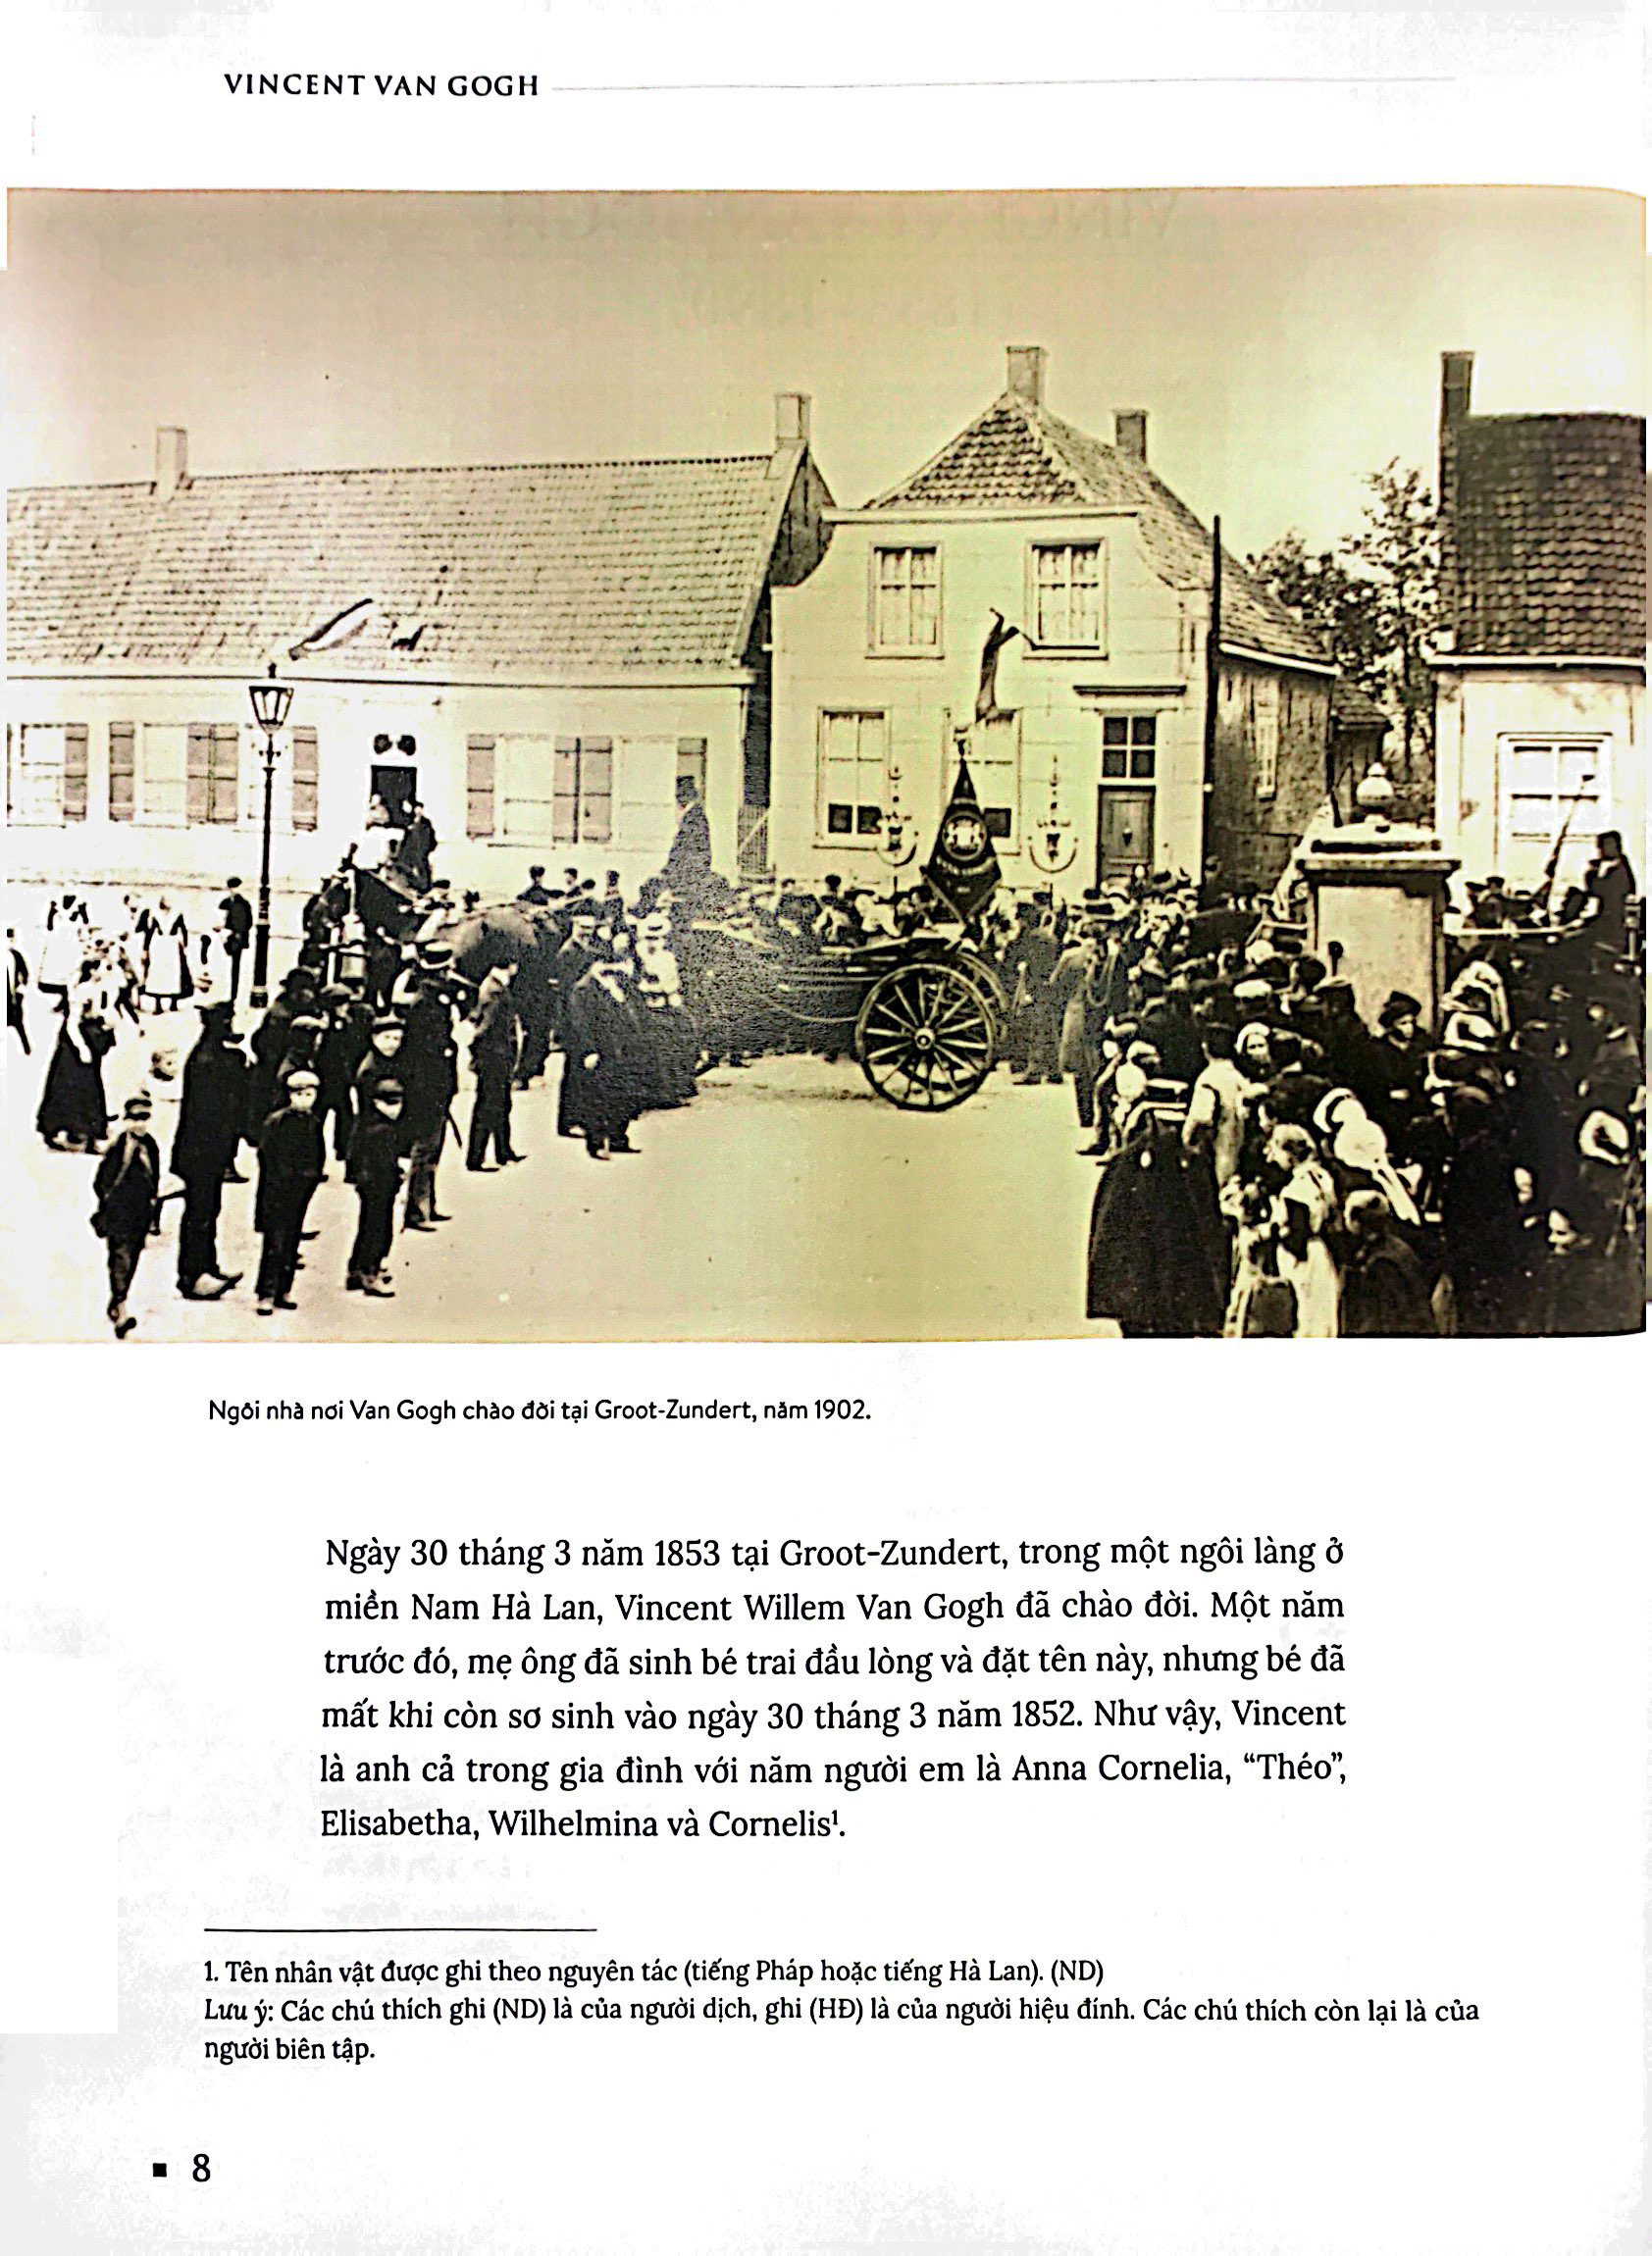 VINCENT VAN GOGH
Ngôi nhà nơi Van Gogh chào đời tại Groot-Zundert, năm 1902.
Ngày 30 tháng 3 năm 1853 tại Groot-Zundert, trong một ngôi làng ở
miền Nam Hà Lan, Vincent Willem Van Gogh đã chào đời. Một năm
trước đó, mẹ ông đã sinh bé trai đầu lòng và đặt tên này, nhưng bé đã
mất khi còn sơ sinh vào ngày 30 tháng 3 năm 1852. Như vậy, Vincent
là anh cả trong gia đình với năm người em là Anna Cornelia, “Théo”,
Elisabetha, Wilhelmina và Cornelis¹.
1. Tên nhân vật được ghi theo nguyên tác (tiếng Pháp hoặc tiếng Hà Lan). (ND)
Lưu ý: Các chú thích ghi (ND) là của người dịch, ghi (HĐ) là của người hiệu đính. Các chú thích còn lại là của
người biên tập.
■ 8